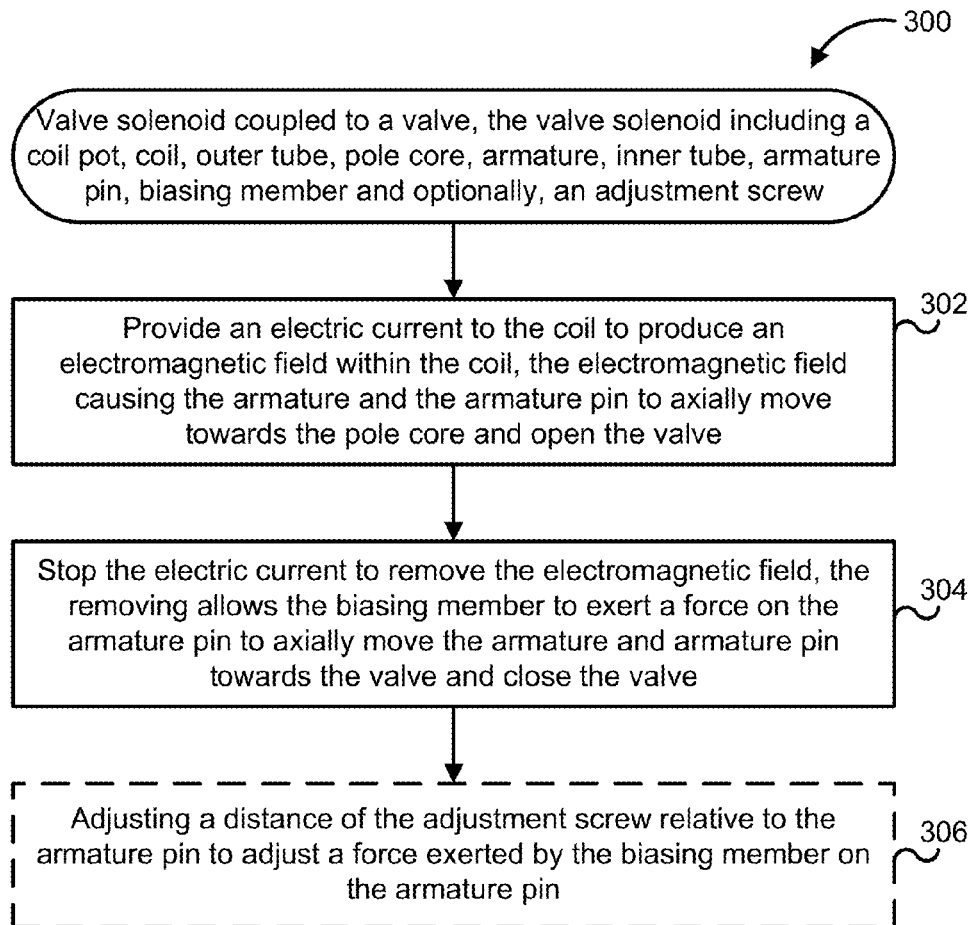 300
Valve solenoid coupled to a valve, the valve solenoid including a
coil pot, coil, outer tube, pole core, armature, inner tube, armature
pin, biasing member and optionally, an adjustment screw
302
Provide an electric current to the coil to produce an
electromagnetic field within the coil, the electromagnetic field
causing the armature and the armature pin to axially move
towards the pole core and open the valve
304
Stop the electric current to remove the electromagnetic field, the
removing allows the biasing member to exert a force on the
armature pin to axially move the armature and armature pin
towards the valve and close the valve
306
Adjusting a distance of the adjustment screw relative to the
armature pin to adjust a force exerted by the biasing member on
the armature pin